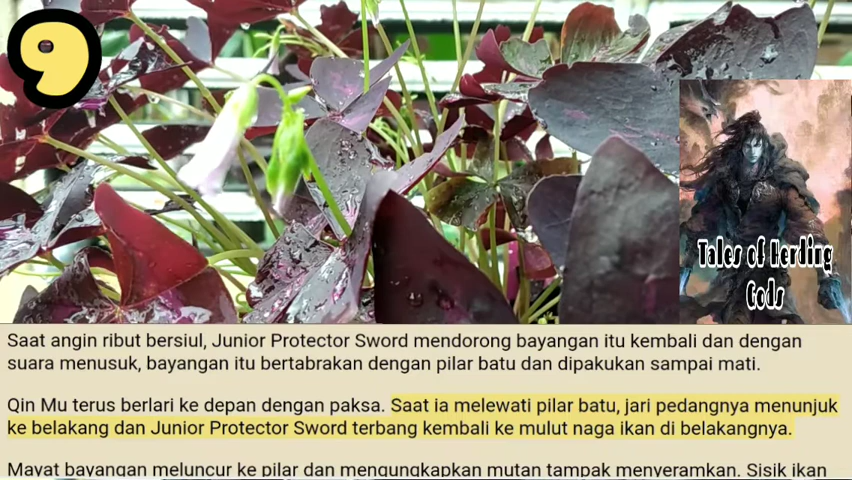 9
Tales of Herding
Gods
Saat angin ribut bersiul, Junior Protector Sword mendorong bayangan itu kembali dan dengan
suara menusuk, bayangan itu bertabrakan dengan pilar batu dan dipakukan sampai mati.
Qin Mu terus berlari ke depan dengan paksa. Saat ia melewati pilar batu, jari pedangnya menunjuk
ke belakang dan Junior Protector Sword terbang kembali ke mulut naga ikan di belakangnya.
Mayat bayangan meluncur ke pilar dan mengungkapkan mutan tampak menyeramkan. Sisik ikan